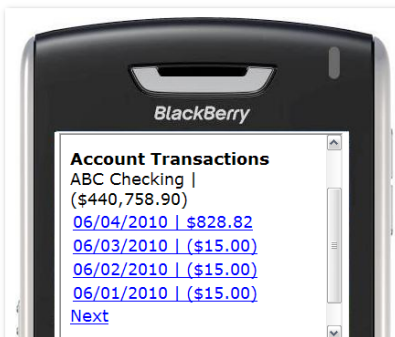 BlackBerry
Account Transactions
ABC Checking |
($440,758.90)
06/04/2010 | $828.82
06/03/2010 | ($15.00)
06/02/2010 | ($15.00)
06/01/2010 | ($15.00)
Next